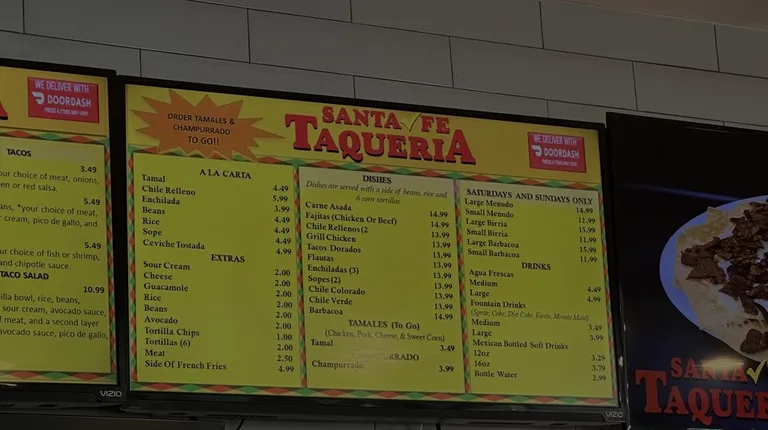 WE DELIVER WITH
DOORDASH
TACOS
3.49
our choice of meat, onions,
en or red salsa.
5.49
ans, *your choice of meat,
cream, pico de gallo, and
5.49
choice of fish or shrimp,
and chipotle sauce.
TACO SALAD
10.99
illa bowl, rice, beans,
sour cream, avocado sauce,
f meat, and a second layer
avocado sauce, pico de gallo,
VIZIO
ORDER TAMALES &
CHAMPURRADO
TO GO!!
SANTA FE
TAQUERIA
WE DELIVER WITH
DOORDASH
A LA CARTA
Tamal 4.49
Chile Relleno 5.99
Enchilada 3.99
Beans 4.49
Rice 4.49
Sope 4.49
Ceviche Tostada 4.99
EXTRAS
Sour Cream 2.00
Cheese 2.00
Guacamole 2.00
Rice 2.00
Beans 2.00
Avocado 2.00
Tortilla Chips 1.00
Tortillas (6) 2.00
Meat 2.50
Side Of French Fries 4.99
DISHES
Dishes are served with a side of beans, rice and
6 corn tortillas
Carne Asada 14.99
Fajitas (Chicken Or Beef) 14.99
Chile Rellenos (2 13.99
Grill Chicken 13.99
Tacos Dorados 13.99
Flautas 13.99
Enchiladas (3) 13.99
Sopes (2) 13.99
Chile Colorado 13.99
Chile Verde 13.99
Barbacoa 14.99
TAMALES (To Go)
(Chicken, Pork, Cheese, & Sweet Corn)
Tamal 3.49
RRADO
Champurrado 3.99
SATURDAYS AND SUNDAYS ONLY
Large Menudo 14.99
Small Menudo 11.99
Large Birria 15.99
Small Birria 11.99
Large Barbacoa 15.99
Small Barbacoa 11.99
DRINKS
Agua Frescas
Medium 4.49
Large 4.99
Fountain Drinks
(Sprite, Coke, Diet Coke, Fanta, Minute Maid)
Medium 3.49
Large 3.99
Mexican Bottled Soft Drinks
12oz 3.29
16oz 3.79
Bottle Water 2.99
VIZIO
SANTA
TAQUER